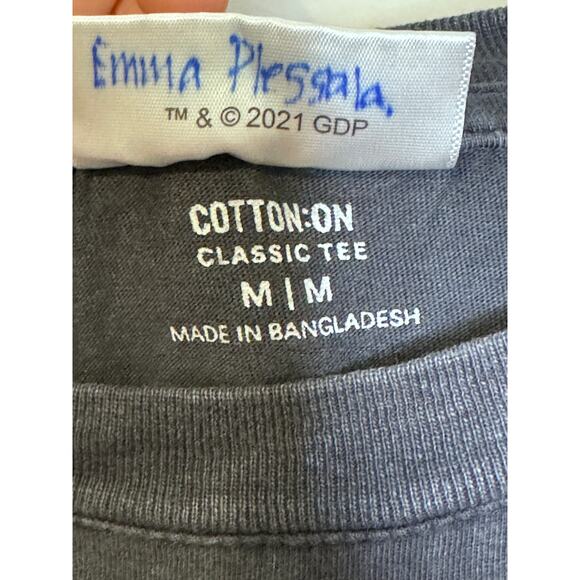 Emma Plessala.
™ & © 2021 GDP
COTTON:ON
CLASSIC TEE
M | M
MADE IN BANGLADESH